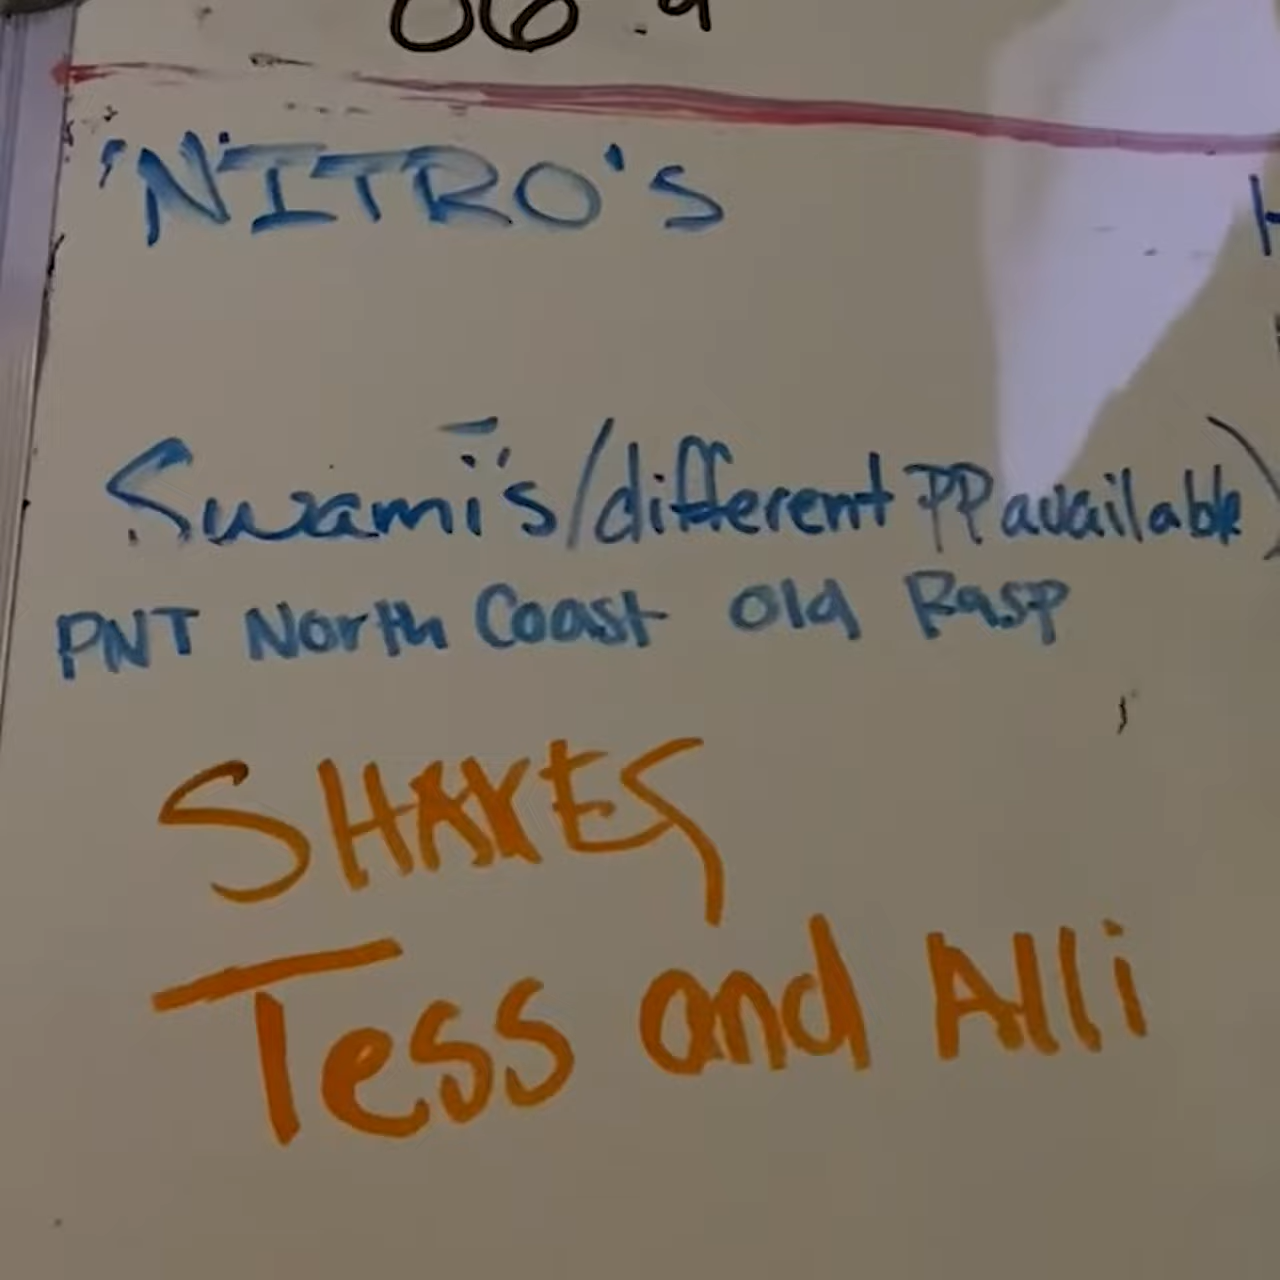 'NITRO's
Swami's/different PP available)
PNT North Coast Old Rasp
SHAKES
Tess and Alli